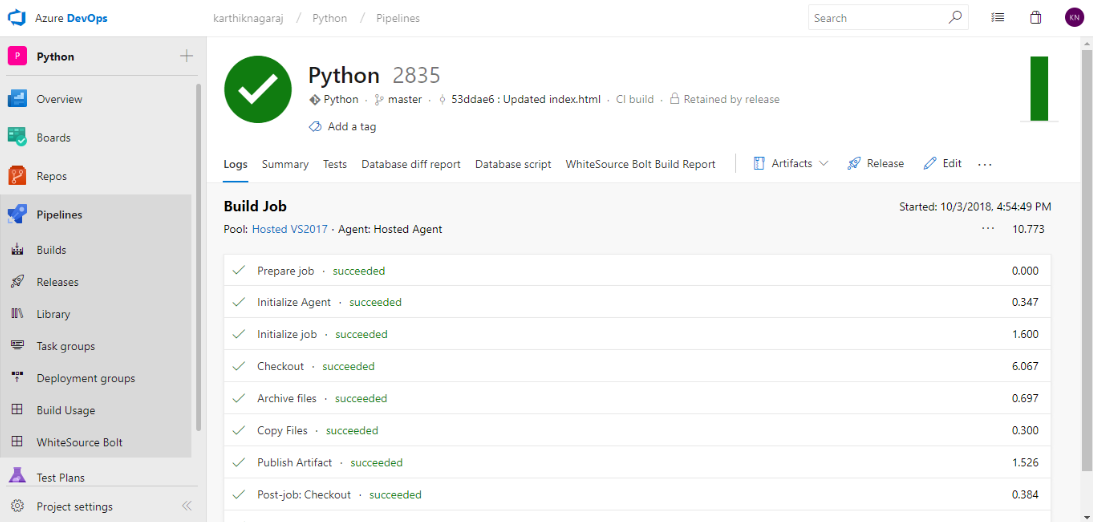 Azure DevOps
karthiknagaraj / Python / Pipelines
Search
KN
P Python
Overview
Boards
Repos
Pipelines
Builds
Releases
Library
Task groups
Deployment groups
Build Usage
WhiteSource Bolt
Test Plans
Project settings
Python 2835
Python · master · 53ddae6 : Updated index.html · CI build · Retained by release
Add a tag
Logs Summary Tests Database diff report Database script WhiteSource Bolt Build Report Artifacts Release Edit ...
Build Job Started: 10/3/2018, 4:54:49 PM
Pool: Hosted VS2017 · Agent: Hosted Agent ... 10.773
Prepare job · succeeded 0.000
Initialize Agent · succeeded 0.347
Initialize job · succeeded 1.600
Checkout · succeeded 6.067
Archive files · succeeded 0.697
Copy Files · succeeded 0.300
Publish Artifact · succeeded 1.526
Post-job: Checkout · succeeded 0.384